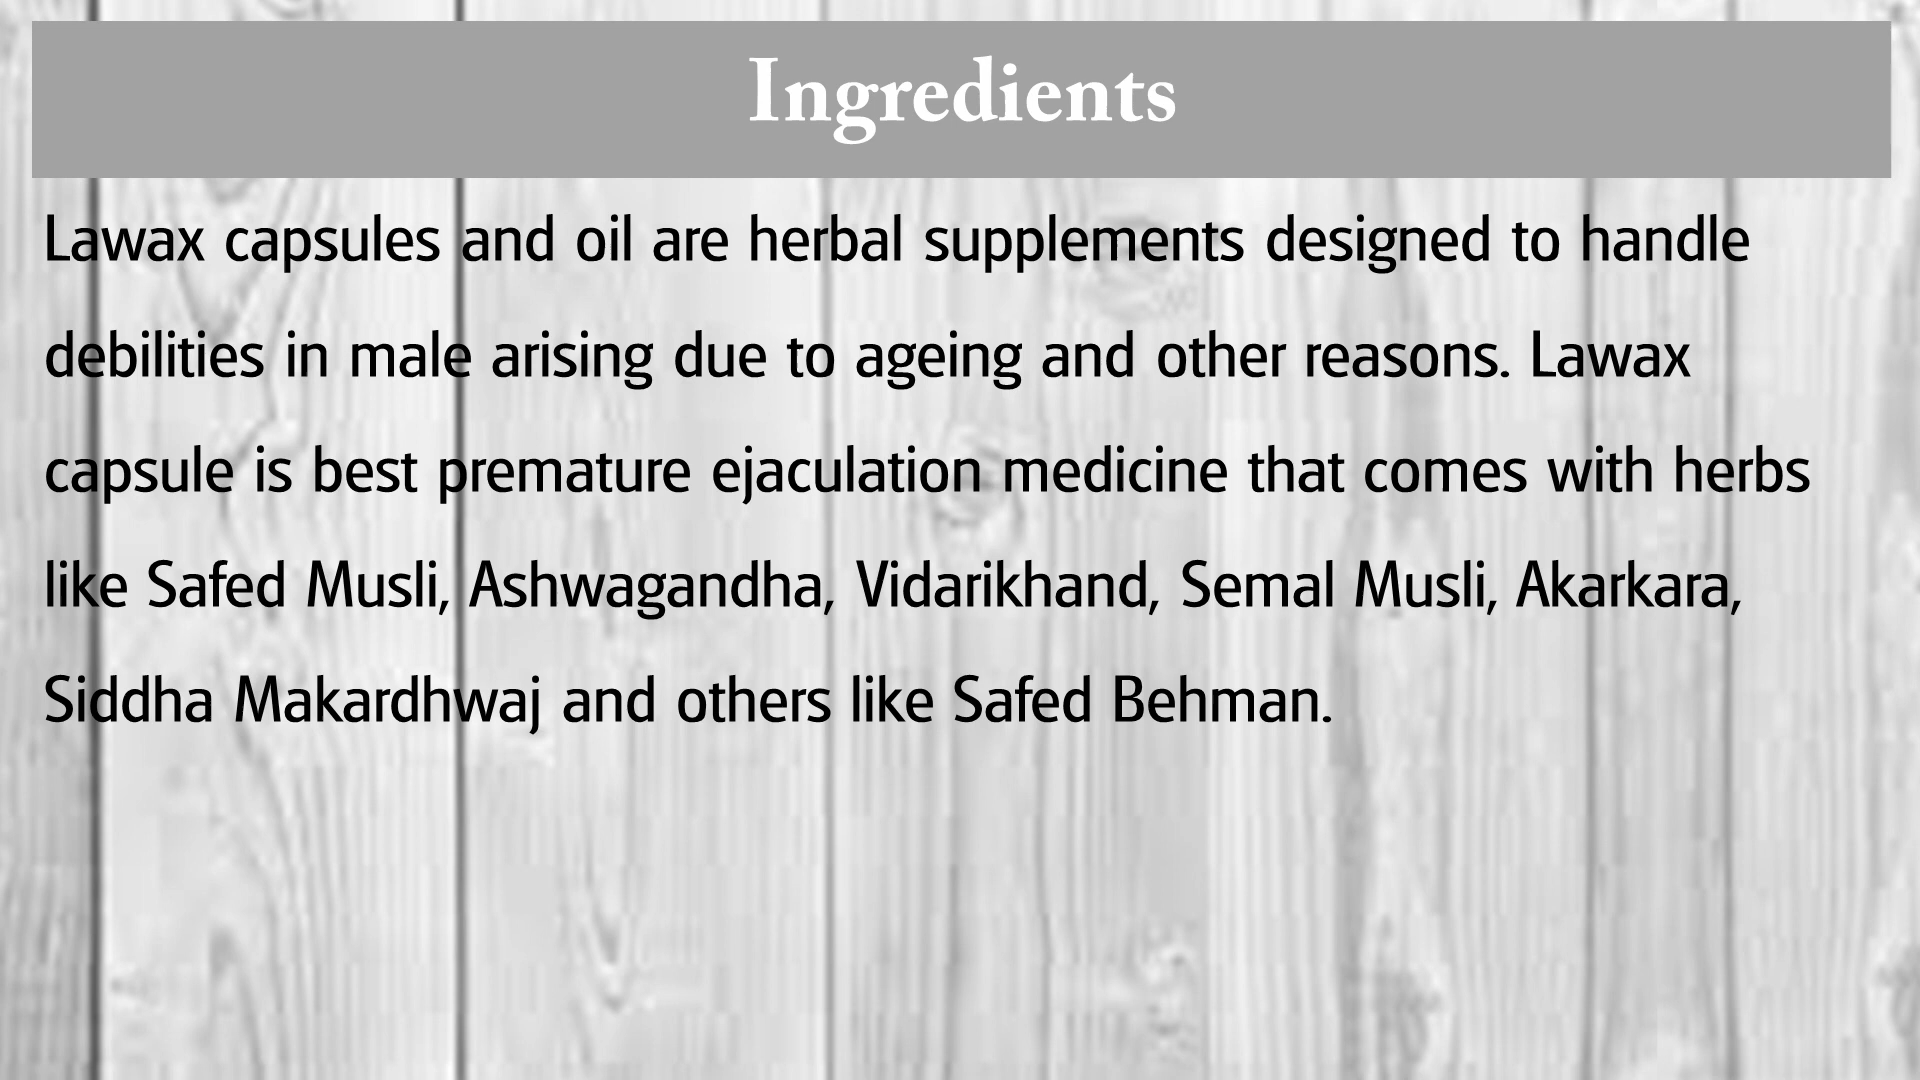 Ingredients
Lawax capsules and oil are herbal supplements designed to handle
debilities in male arising due to ageing and other reasons. Lawax
capsule is best premature ejaculation medicine that comes with herbs
like Safed Musli, Ashwagandha, Vidarikhand, Semal Musli, Akarkara,
Siddha Makardhwaj and others like Safed Behman.